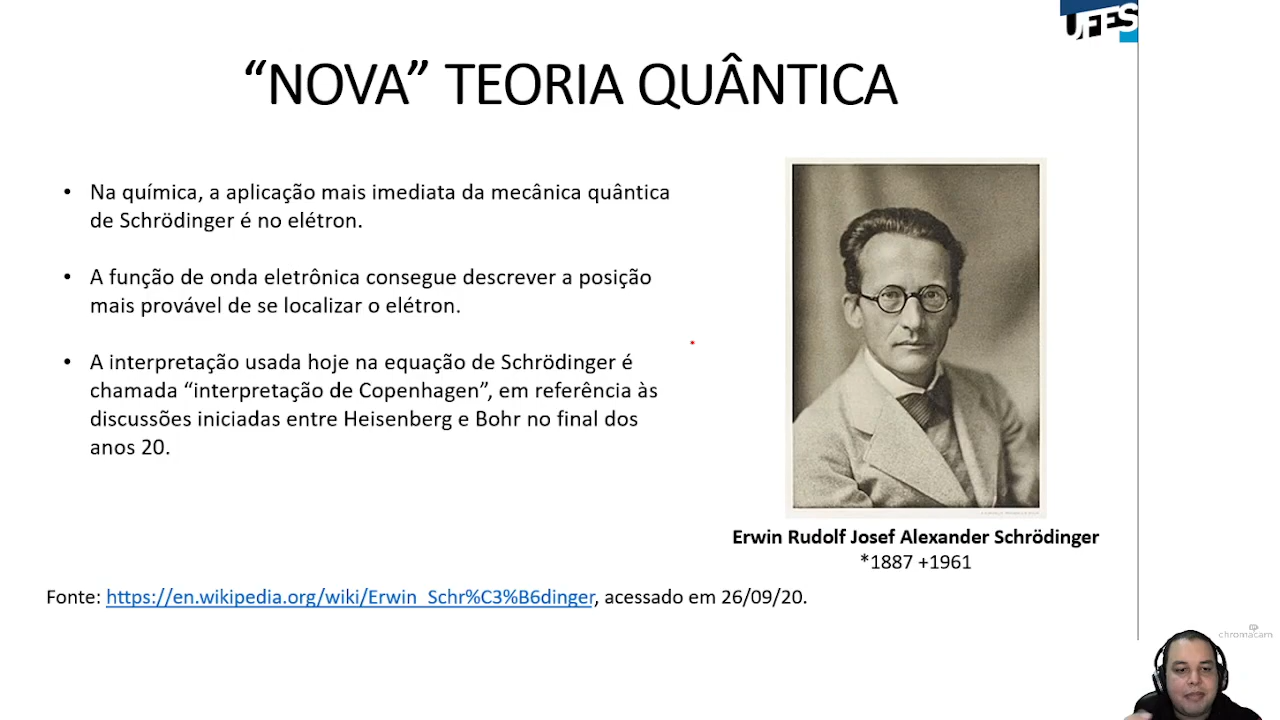 UFES
“NOVA” TEORIA QUÂNTICA
• Na química, a aplicação mais imediata da mecânica quântica
de Schrödinger é no elétron.
• A função de onda eletrônica consegue descrever a posição
mais provável de se localizar o elétron.
• A interpretação usada hoje na equação de Schrödinger é
chamada “interpretação de Copenhagen”, em referência às
discussões iniciadas entre Heisenberg e Bohr no final dos
anos 20.
Erwin Rudolf Josef Alexander Schrödinger
*1887 +1961
Fonte: https://en.wikipedia.org/wiki/Erwin_Schr%C3%B6dinger, acessado em 26/09/20.
chromacam